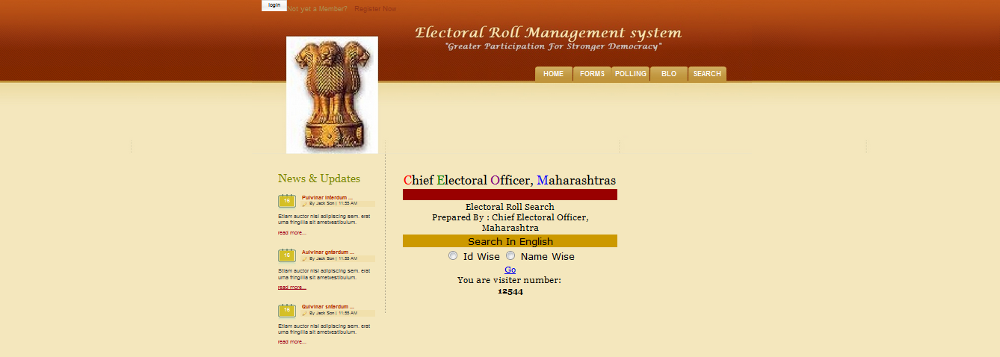 login Not yet a Member? Register Now
Electoral Roll Management system
"Greater Participation For Stronger Democracy"
HOME FORMS POLLING BLO SEARCH
News & Updates
16 Pulvinar interdum ...
By Jack Son | 11:55 AM
Etiam auctor nisl adipiscing sem. erat
urna fringilla sit ametvestibulum.
read more...
16 Aulvinar gnterdum ...
By Jack Son | 11:55 AM
Stiam auctor nisl adipiscing sem. erat
urna fringilla sit ametvestibulum.
read more...
16 Qulvinar snterdum ...
By Jack Son | 11:55 AM
Etiam auctor nisl adipiscing sem. erat
urna fringilla sit ametvestibulum.
read more...
Chief Electoral Officer, Maharashtras
Electoral Roll Search
Prepared By : Chief Electoral Officer,
Maharashtra
Search In English
Id Wise Name Wise
Go
You are visiter number:
12544